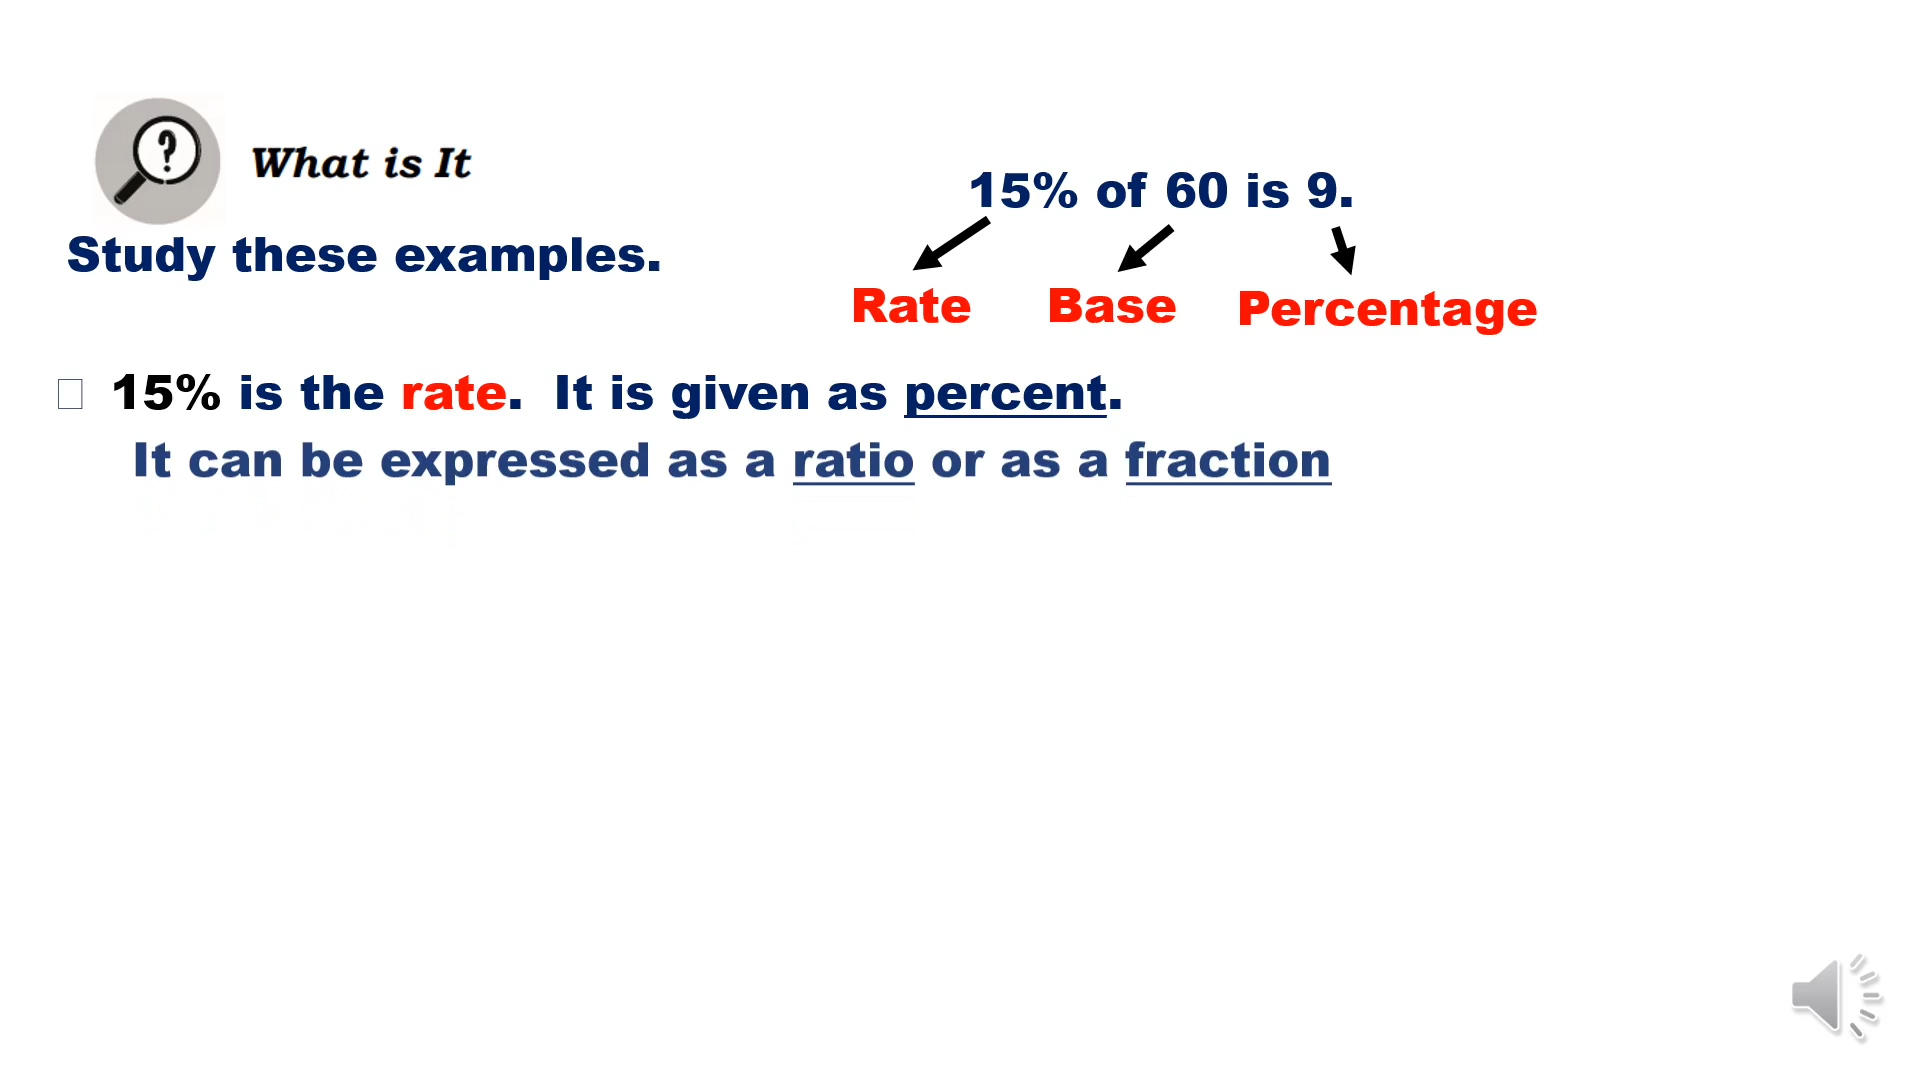 What is It
15% of 60 is 9.
Study these examples.
Rate Base Percentage
15% is the rate. It is given as percent.
It can be expressed as a ratio or as a fraction